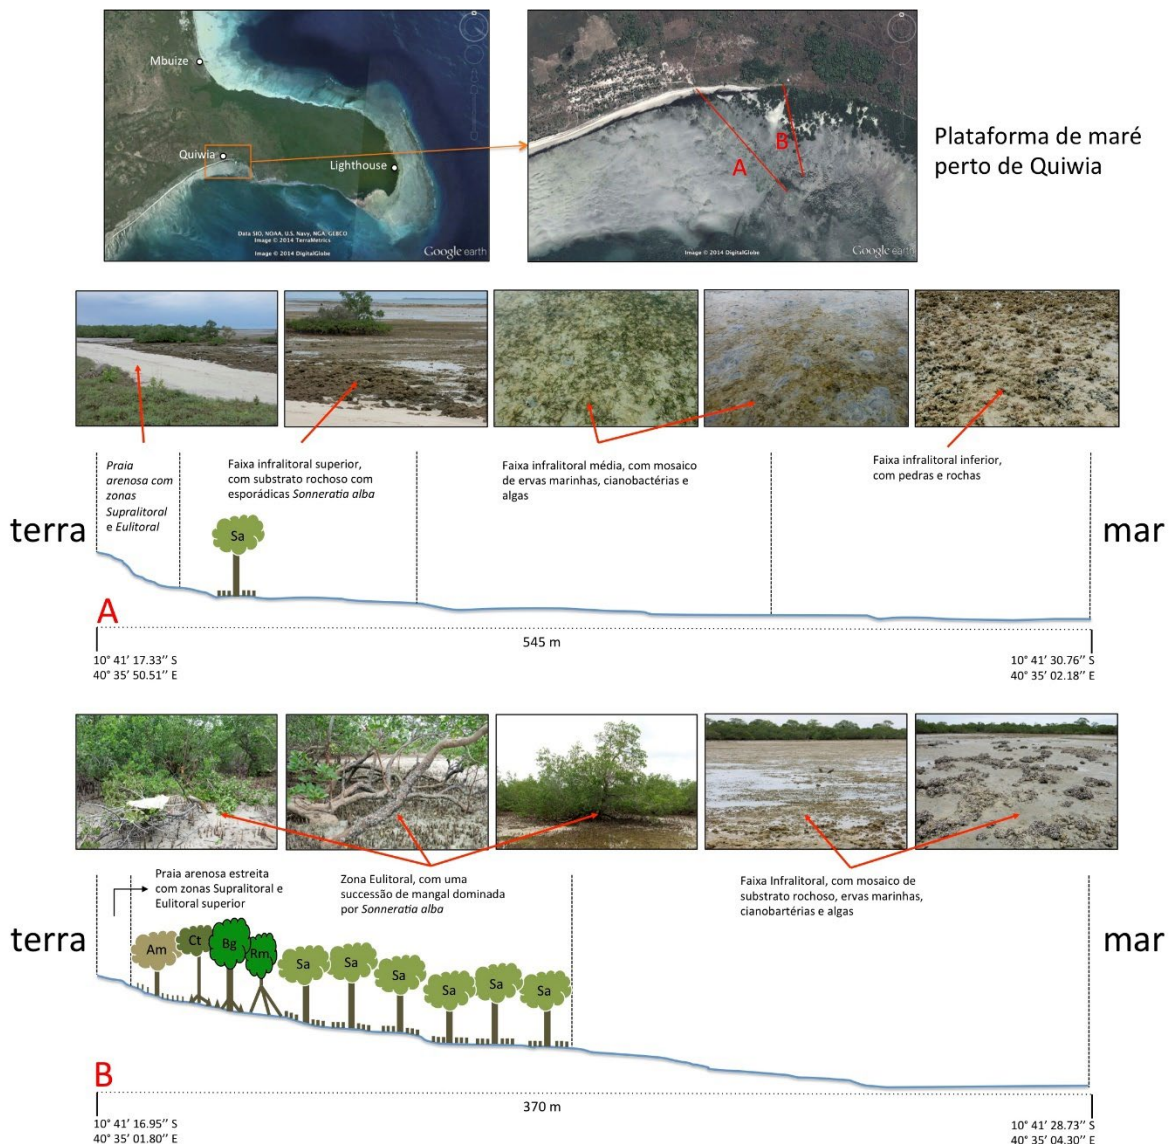 Mbuize
Quiwia
Lighthouse
Data SIO, NOAA, U.S. Navy, NGA, GEBCO
Image © 2014 TerraMetrics
Image © 2014 DigitalGlobe
Google earth
A
B
Image © 2014 DigitalGlobe
Google earth
Plataforma de maré
perto de Quiwia
Praia
arenosa com
zonas
Supralitoral
e Eulitoral
Faixa infralitoral superior,
com substrato rochoso com
esporádicas Sonneratia alba
Faixa infralitoral média, com mosaico
de ervas marinhas, cianobactérias e
algas
Faixa infralitoral inferior,
com pedras e rochas
terra
mar
Sa
A
545 m
10° 41’ 17.33’’ S
40° 35’ 50.51’’ E
10° 41’ 30.76’’ S
40° 35’ 02.18’’ E
Praia arenosa estreita
com zonas Supralitoral e
Eulitoral superior
Zona Eulitoral, com uma
successão de mangal dominada
por Sonneratia alba
Faixa Infralitoral, com mosaico de
substrato rochoso, ervas marinhas,
cianobartérias e algas
terra
mar
Am
Ct
Bg
Rm
Sa
Sa
Sa
Sa
Sa
Sa
B
370 m
10° 41’ 16.95’’ S
40° 35’ 01.80’’ E
10° 41’ 28.73’’ S
40° 35’ 04.30’’ E